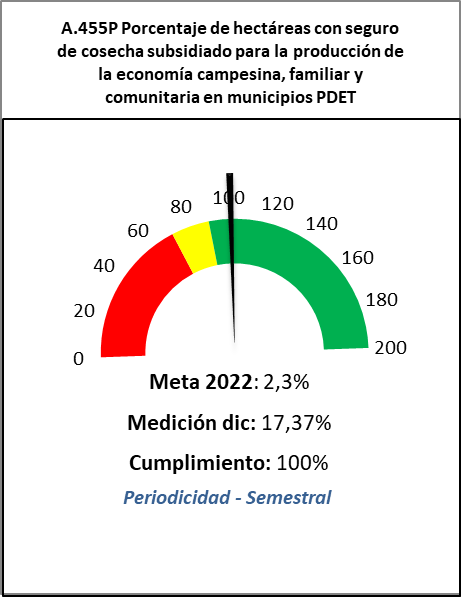 A.455P Porcentaje de hectáreas con seguro
de cosecha subsidiado para la producción de
la economía campesina, familiar y
comunitaria en municipios PDET
0
20
40
60
80
100
120
140
160
180
200
Meta 2022: 2,3%
Medición dic: 17,37%
Cumplimiento: 100%
Periodicidad - Semestral